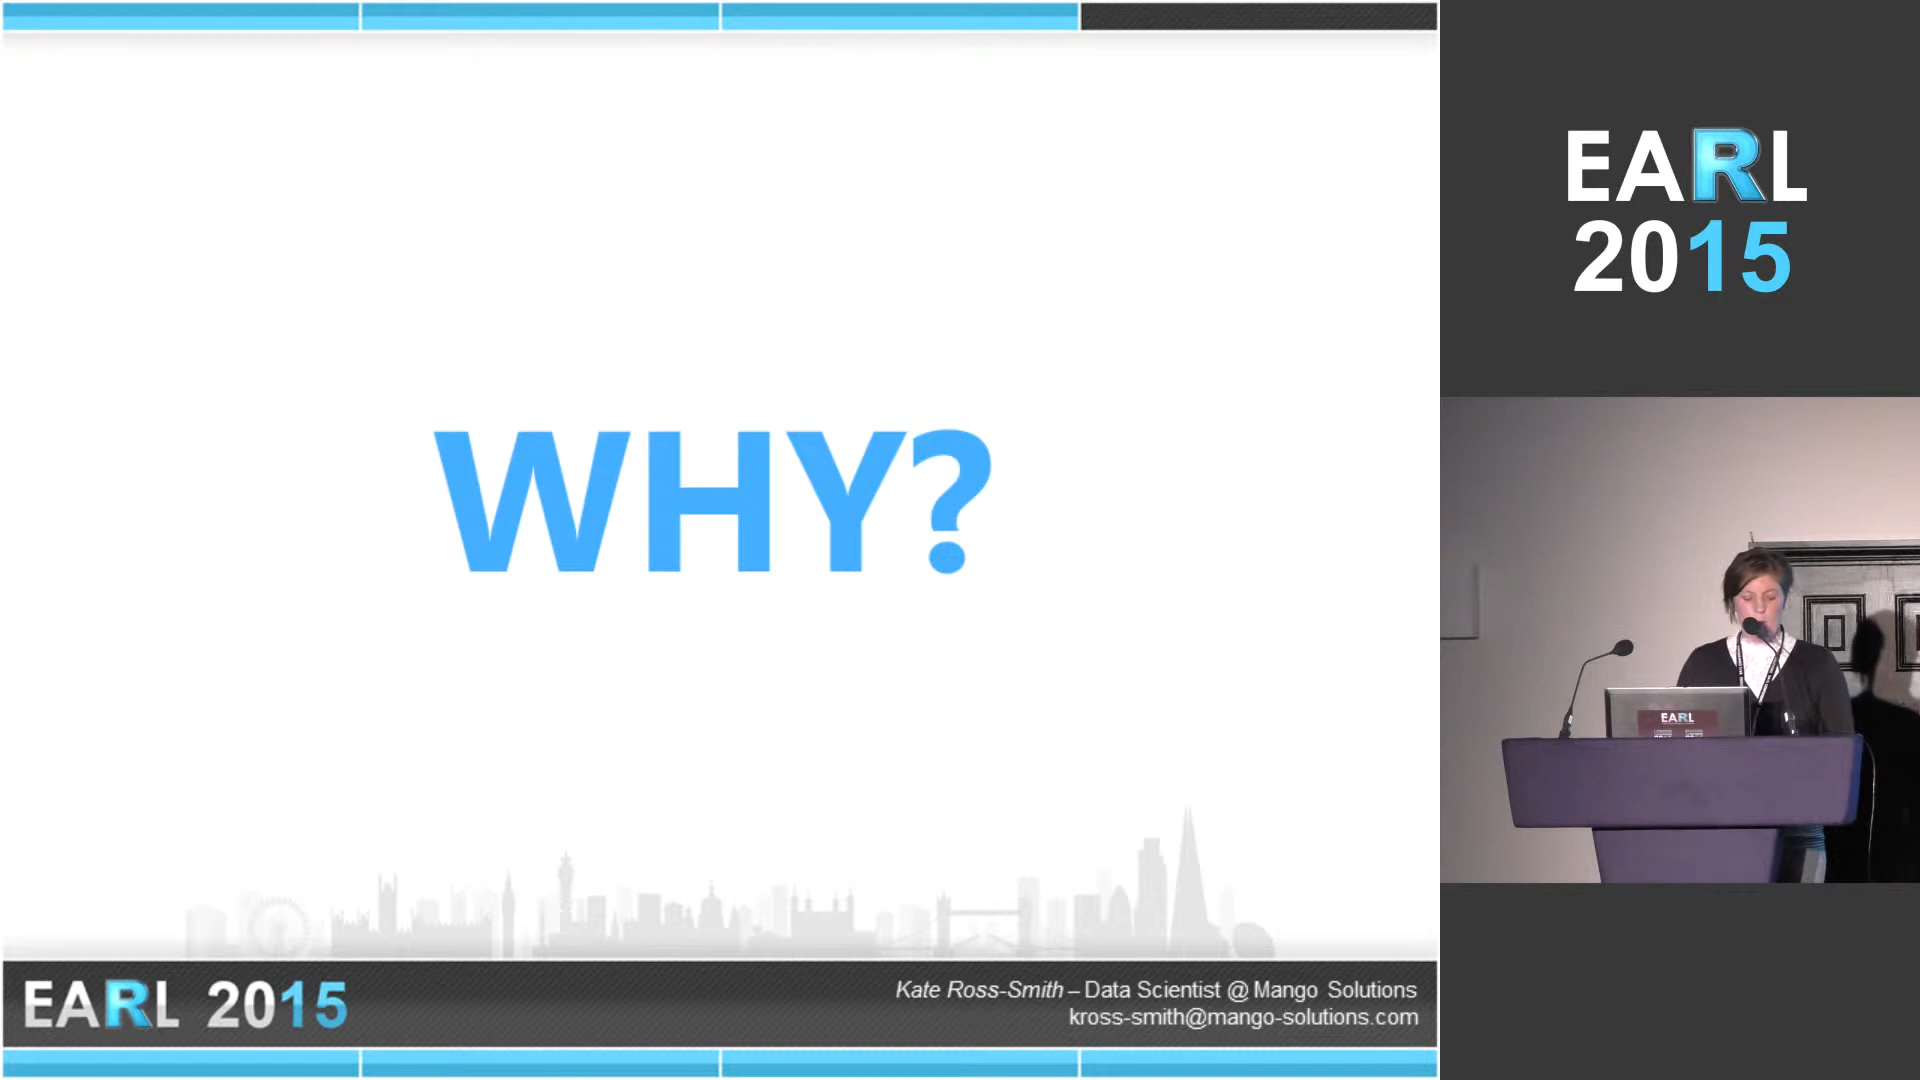 WHY?
EARL 2015
Kate Ross-Smith – Data Scientist @ Mango Solutions
kross-smith@mango-solutions.com
EARL
2015
EARL